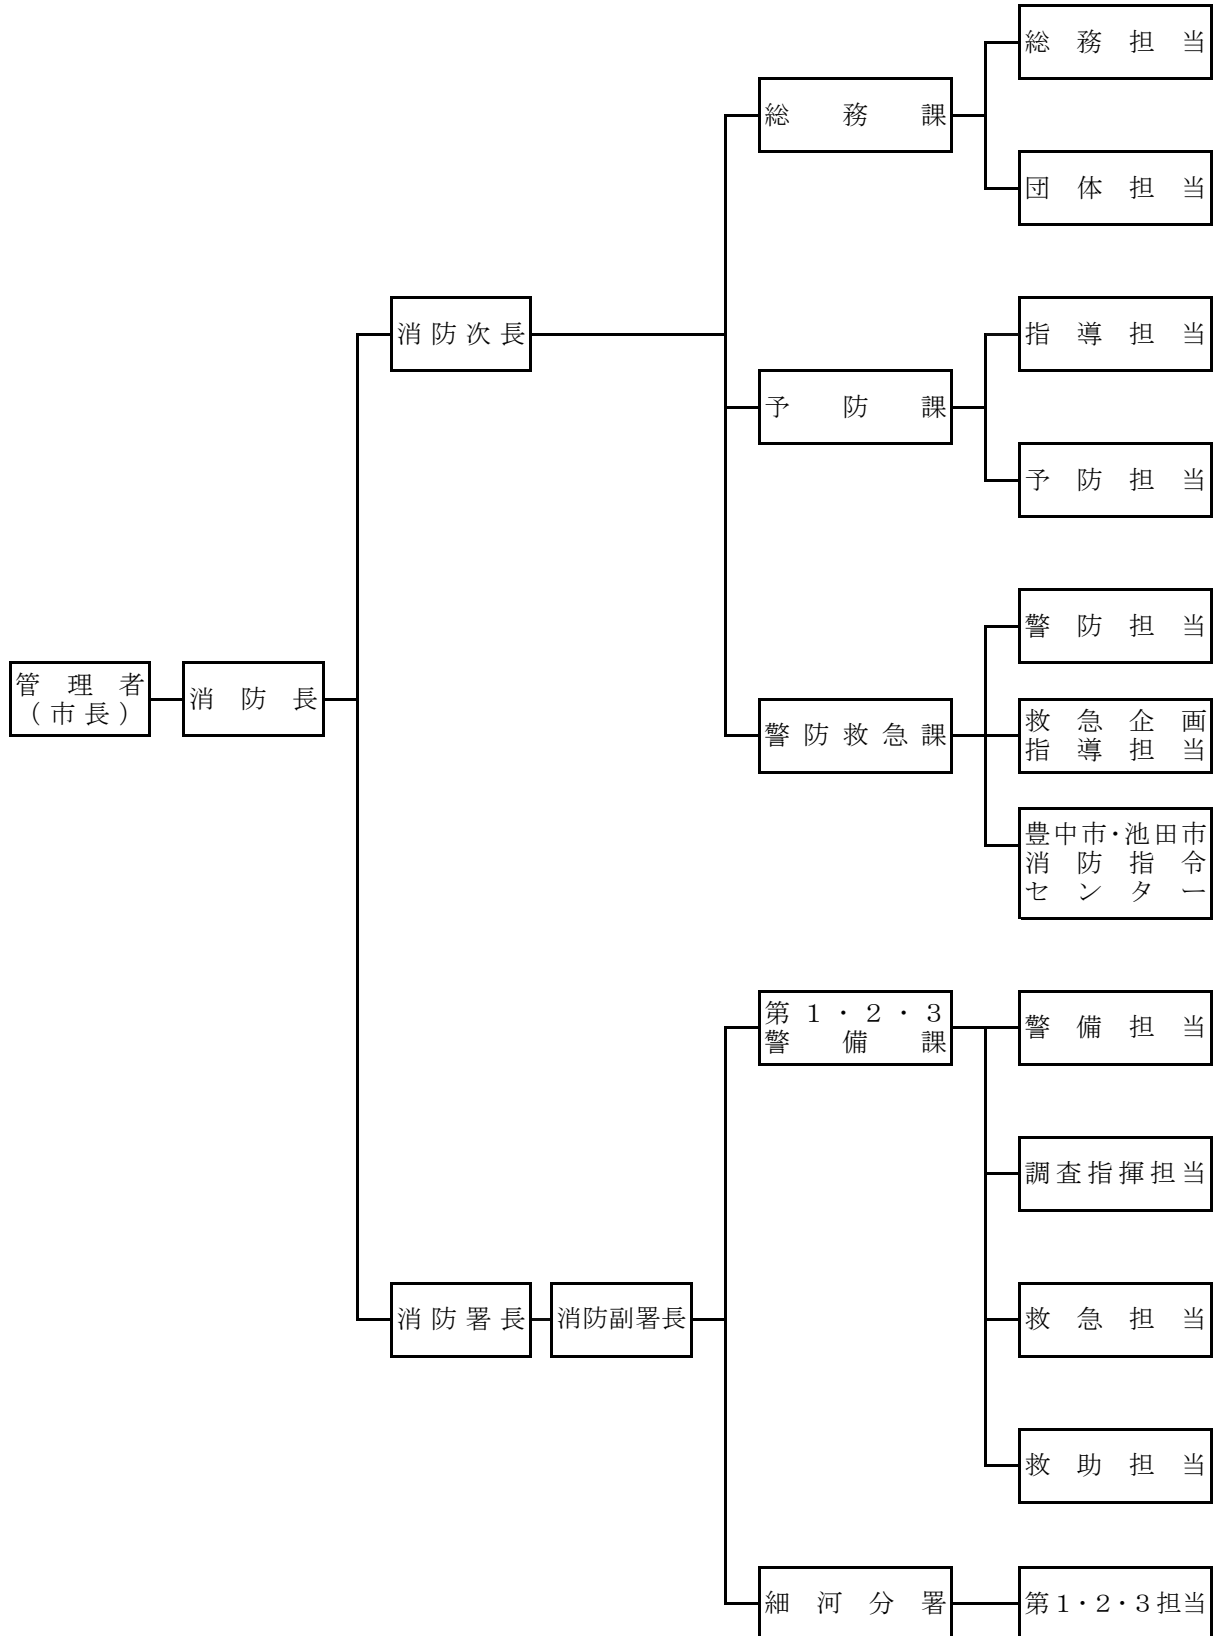 管理者
(市長)
消防長
消防次長
総務課
総務担当
団体担当
予防課
指導担当
予防担当
警防救急課
警防担当
救急企画
指導担当
豊中市・池田市
消防指令
センター
消防署長
消防副署長
第１・２・３
警備課
警備担当
調査指揮担当
救急担当
救助担当
細河分署
第１・２・３担当